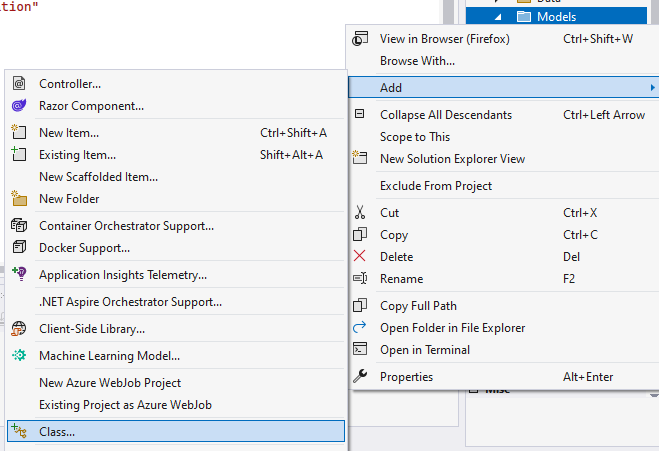 tion"
Data
Models
View in Browser (Firefox) Ctrl+Shift+W
Browse With...
Add
Collapse All Descendants Ctrl+Left Arrow
Scope to This
New Solution Explorer View
Exclude From Project
Cut Ctrl+X
Copy Ctrl+C
Delete Del
Rename F2
Copy Full Path
Open Folder in File Explorer
Open in Terminal
Properties Alt+Enter
Misc
Controller...
Razor Component...
New Item... Ctrl+Shift+A
Existing Item... Shift+Alt+A
New Scaffolded Item...
New Folder
Container Orchestrator Support...
Docker Support...
Application Insights Telemetry...
.NET Aspire Orchestrator Support...
Client-Side Library...
Machine Learning Model...
New Azure WebJob Project
Existing Project as Azure WebJob
Class...